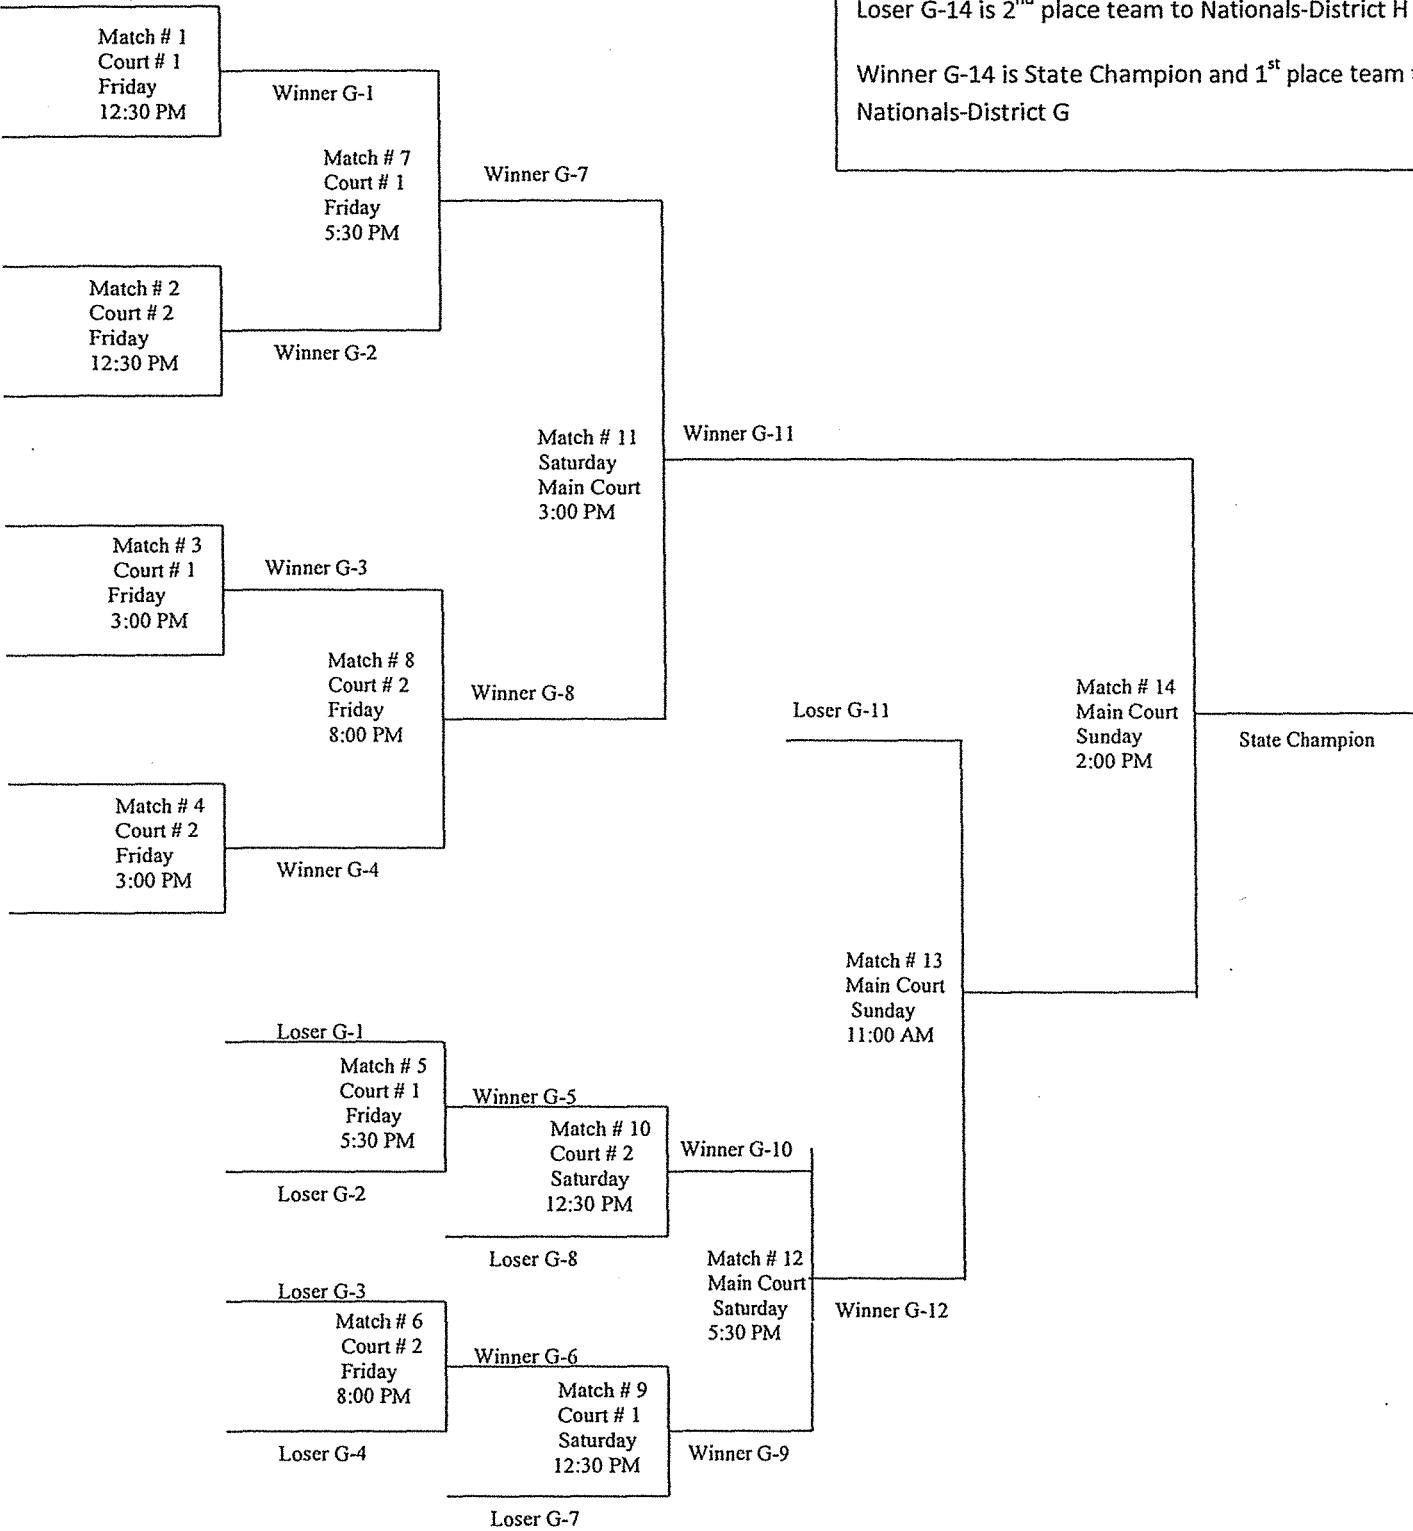 Loser G-14 is 2nd place team to Nationals-District H
Winner G-14 is State Champion and 1st place team
Nationals-District G
Match # 1
Court # 1
Friday
12:30 PM
Winner G-1
Match # 7
Court # 1
Friday
5:30 PM
Winner G-7
Match # 2
Court # 2
Friday
12:30 PM
Winner G-2
Match # 11
Saturday
Main Court
3:00 PM
Winner G-11
Match # 3
Court # 1
Friday
3:00 PM
Winner G-3
Match # 8
Court # 2
Friday
8:00 PM
Winner G-8
Match # 4
Court # 2
Friday
3:00 PM
Winner G-4
Loser G-11
Match # 14
Main Court
Sunday
2:00 PM
State Champion
Match # 13
Main Court
Sunday
11:00 AM
Loser G-1
Match # 5
Court # 1
Friday
5:30 PM
Loser G-2
Winner G-5
Match # 10
Court # 2
Saturday
12:30 PM
Loser G-8
Winner G-10
Match # 12
Main Court
Saturday
5:30 PM
Winner G-12
Loser G-3
Match # 6
Court # 2
Friday
8:00 PM
Loser G-4
Winner G-6
Match # 9
Court # 1
Saturday
12:30 PM
Loser G-7
Winner G-9